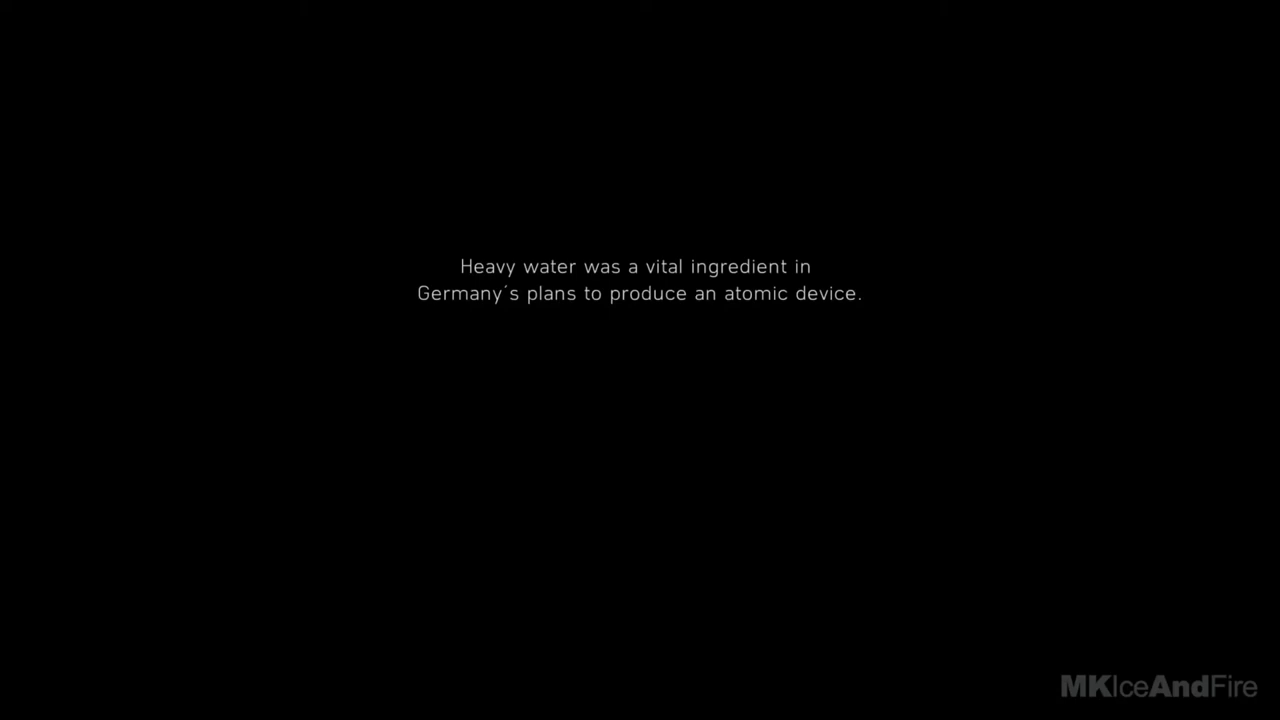 Heavy water was a vital ingredient in
Germany´s plans to produce an atomic device.
MKIceAndFire